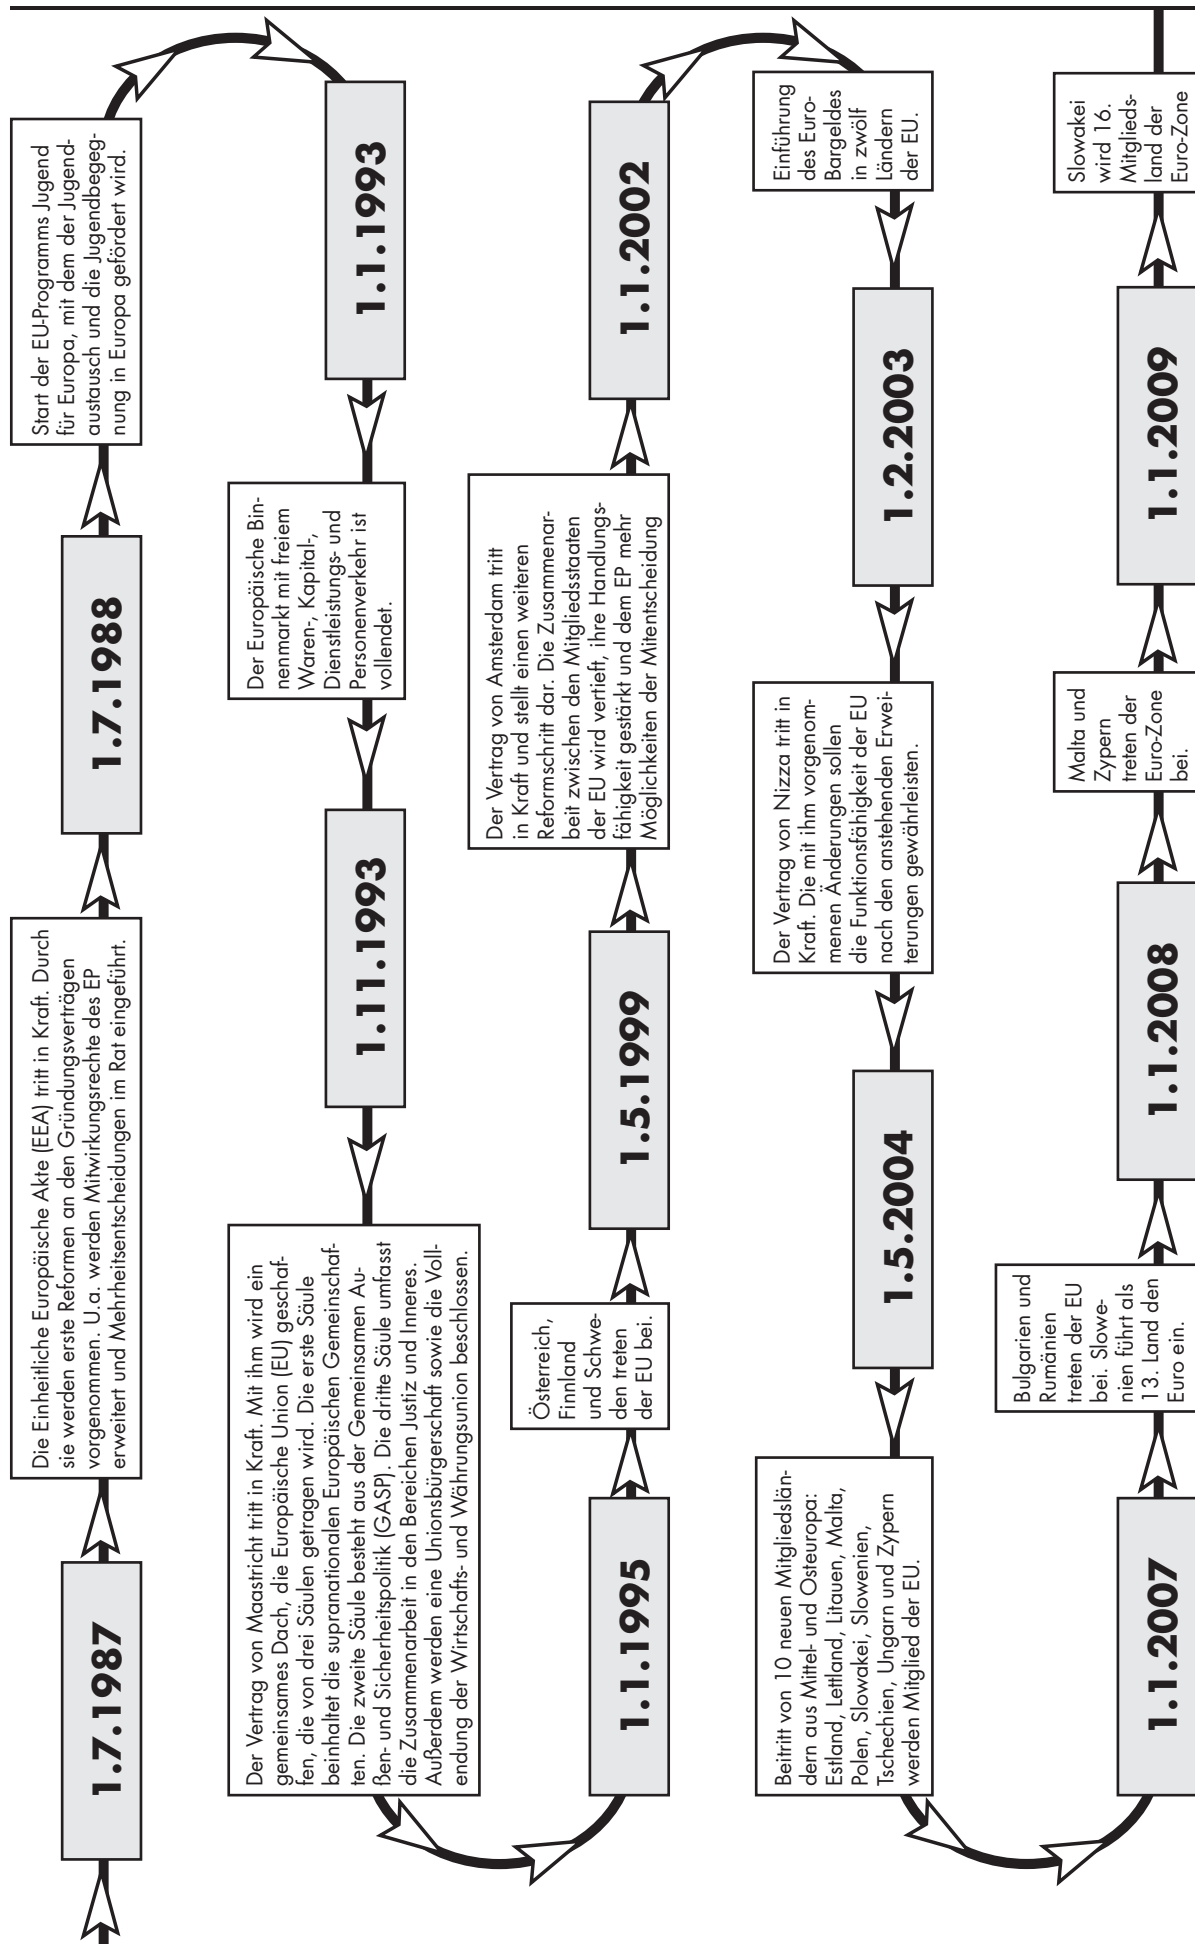 1.7.1987
Die Einheitliche Europäische Akte (EEA) tritt in Kraft. Durch
sie werden erste Reformen an den Gründungsverträgen
vorgenommen. U.a. werden Mitwirkungsrechte des EP
erweitert und Mehrheitsentscheidungen im Rat eingeführt.
1.7.1988
Start der EU-Programms Jugend
für Europa, mit dem der Jugend-
austausch und die Jugendbegeg-
nung in Europa gefördert wird.
1.1.1993
Der Europäische Bin-
nenmarkt mit freiem
Waren-, Kapital-,
Dienstleistungs- und
Personenverkehr ist
vollendet.
1.11.1993
Der Vertrag von Maastricht tritt in Kraft. Mit ihm wird ein
gemeinsames Dach, die Europäische Union (EU) geschaf-
fen, die von drei Säulen getragen wird. Die erste Säule
beinhaltet die supranationalen Europäischen Gemeinschaf-
ten. Die zweite Säule besteht aus der Gemeinsamen Au-
ßen- und Sicherheitspolitik (GASP). Die dritte Säule umfasst
die Zusammenarbeit in den Bereichen Justiz und Inneres.
Außerdem werden eine Unionsbürgerschaft sowie die Voll-
endung der Wirtschafts- und Währungsunion beschlossen.
1.1.1995
Österreich,
Finnland
und Schwe-
den treten
der EU bei.
1.5.1999
Der Vertrag von Amsterdam tritt
in Kraft und stellt einen weiteren
Reformschritt dar. Die Zusammenar-
beit zwischen den Mitgliedsstaaten
der EU wird vertieft, ihre Handlungs-
fähigkeit gestärkt und dem EP mehr
Möglichkeiten der Mitentscheidung
1.1.2002
Einführung
des Euro-
Bargeldes
in zwölf
Ländern
der EU.
1.2.2003
Der Vertrag von Nizza tritt in
Kraft. Die mit ihm vorgenom-
menen Änderungen sollen
die Funktionsfähigkeit der EU
nach den anstehenden Erwei-
terungen gewährleisten.
1.5.2004
Beitritt von 10 neuen Mitgliedslän-
dern aus Mittel- und Osteuropa:
Estland, Lettland, Litauen, Malta,
Polen, Slowakei, Slowenien,
Tschechien, Ungarn und Zypern
werden Mitglied der EU.
1.1.2007
Bulgarien und
Rumänien
treten der EU
bei. Slowe-
nien führt als
13. Land den
Euro ein.
1.1.2008
Malta und
Zypern
treten der
Euro-Zone
bei.
1.1.2009
Slowakei
wird 16.
Mitglieds-
land der
Euro-Zone